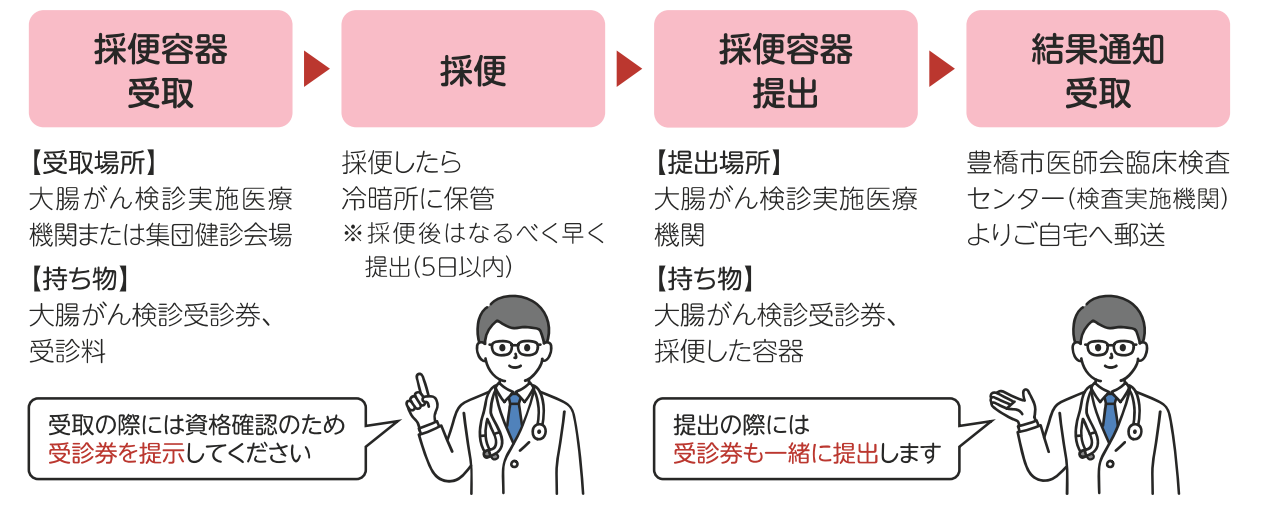 採便容器
受取
【受取場所】
大腸がん検診実施医療
機関または集団健診会場
【持ち物】
大腸がん検診受診券、
受診料
受取の際には資格確認のため
受診券を提示してください
採便
採便したら
冷暗所に保管
※採便後はなるべく早く
提出(5日以内)
採便容器
提出
【提出場所】
大腸がん検診実施医療
機関
【持ち物】
大腸がん検診受診券、
採便した容器
提出の際には
受診券も一緒に提出します
結果通知
受取
豊橋市医師会臨床検査
センター(検査実施機関)
よりご自宅へ郵送